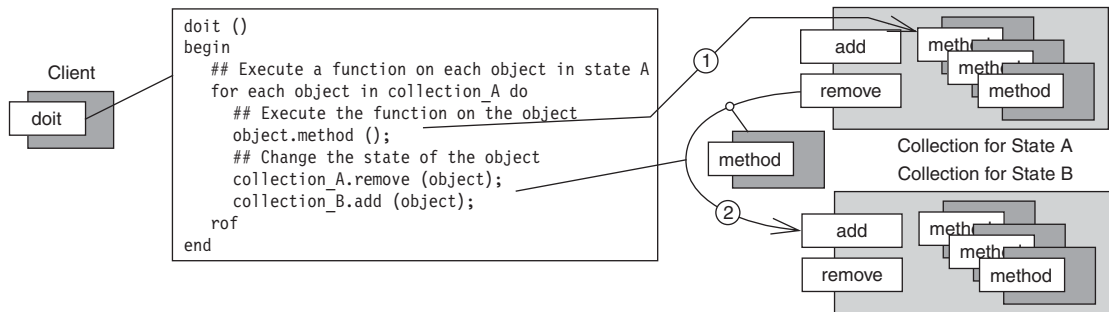 Client
doit
doit ()
begin
## Execute a function on each object in state A
for each object in collection_A do
## Execute the function on the object
object.method ();
## Change the state of the object
collection_A.remove (object);
collection_B.add (object);
rof
end
1
add
remove
method
method
method
Collection for State A
method
Collection for State B
2
add
remove
method
method
method